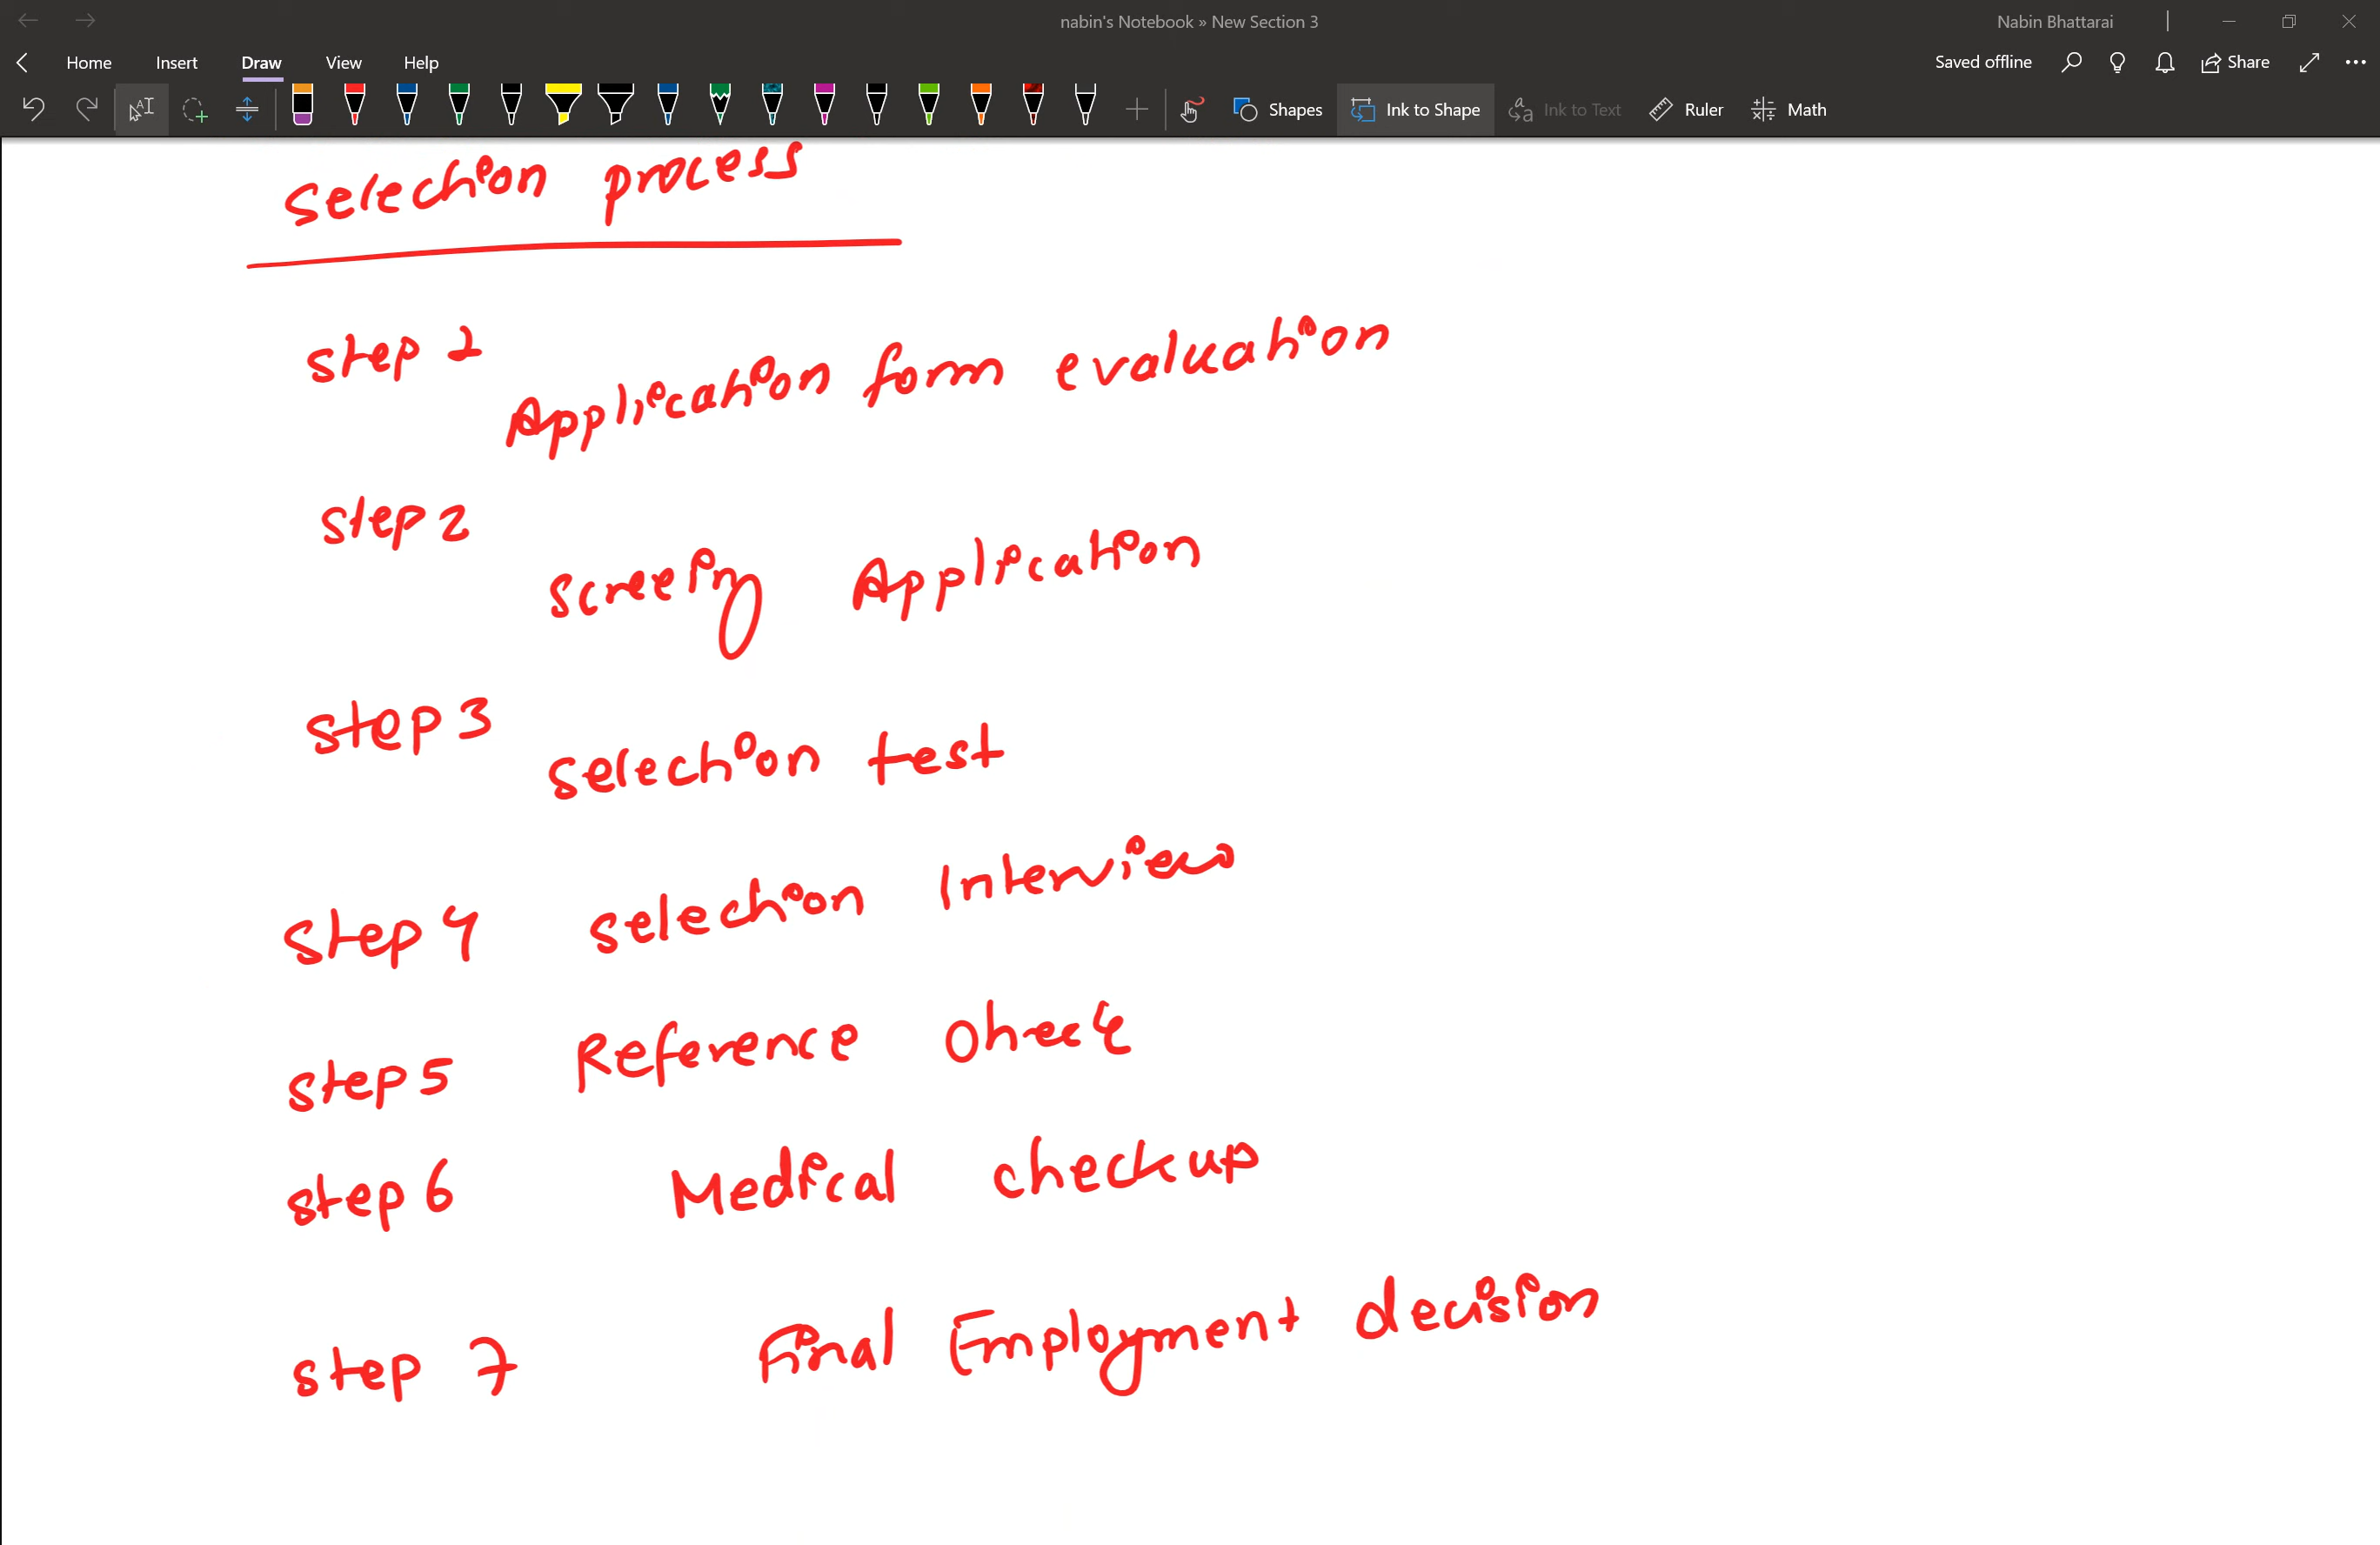 nabin's Notebook » New Section 3 Nabin Bhattarai
Home Insert Draw View Help Saved offline Share
Shapes Ink to Shape Ink to Text Ruler Math
Selection process
Step 1
Application form evaluation
Step 2
Screeing Application
Step 3
Selection test
Step 4 Selection Interview
Step 5 Reference Check
Step 6 Medical checkup
Step 7 Final Employment decision